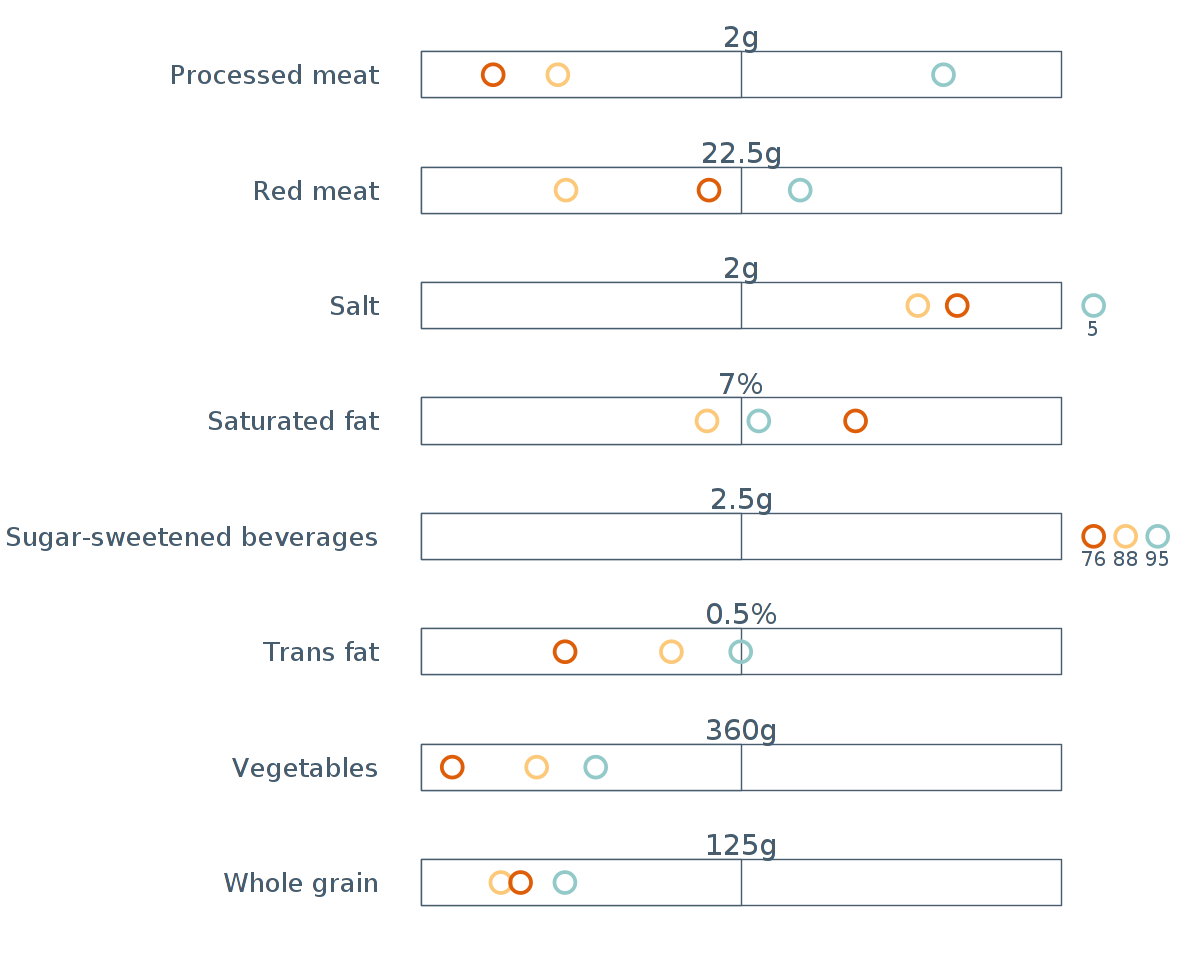 2g
Processed meat
22.5g
Red meat
2g
Salt
5
7%
Saturated fat
2.5g
Sugar-sweetened beverages
76 88 95
0.5%
Trans fat
360g
Vegetables
125g
Whole grain